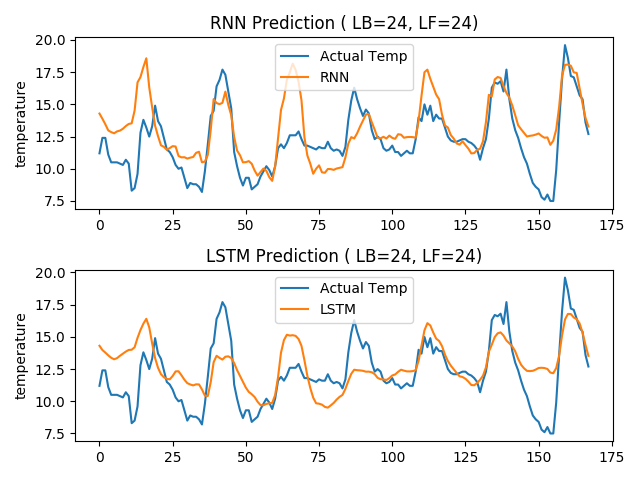 RNN Prediction ( LB=24, LF=24)
temperature
20.0
17.5
15.0
12.5
10.0
7.5
Actual Temp
RNN
0 25 50 75 100 125 150 175
LSTM Prediction ( LB=24, LF=24)
temperature
20.0
17.5
15.0
12.5
10.0
7.5
Actual Temp
LSTM
0 25 50 75 100 125 150 175